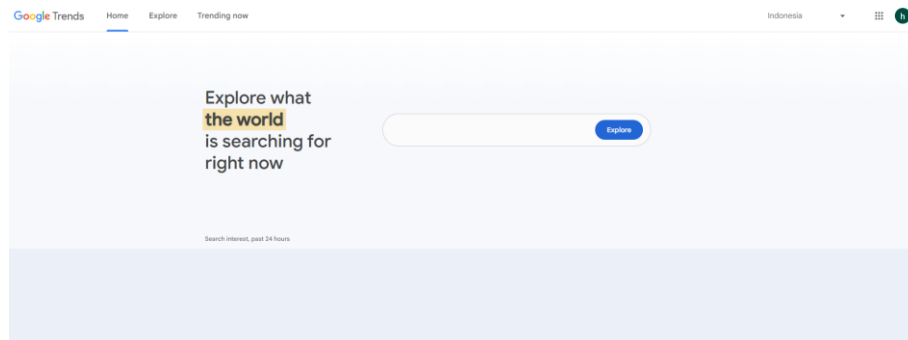 Google Trends Home Explore Trending now Indonesia h
Explore what
the world
is searching for
right now
Explore
Search interest, past 24 hours